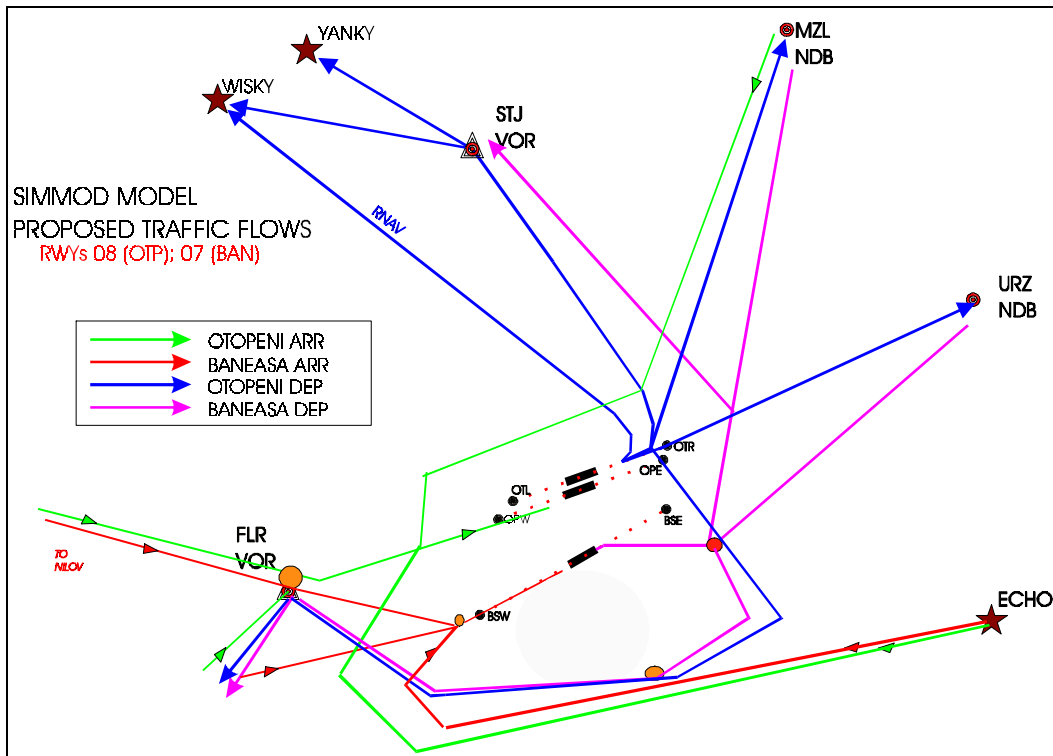 YANKY
MZL
NDB
WISKY
STJ
VOR
SIMMOD MODEL
PROPOSED TRAFFIC FLOWS
RWYs 08 (OTP); 07 (BAN)
RNAV
URZ
NDB
OTOPENI ARR
BANEASA ARR
OTOPENI DEP
BANEASA DEP
OTR
OPE
OTL
OPW
BSE
FLR
VOR
TO
NILOV
BSW
ECHO